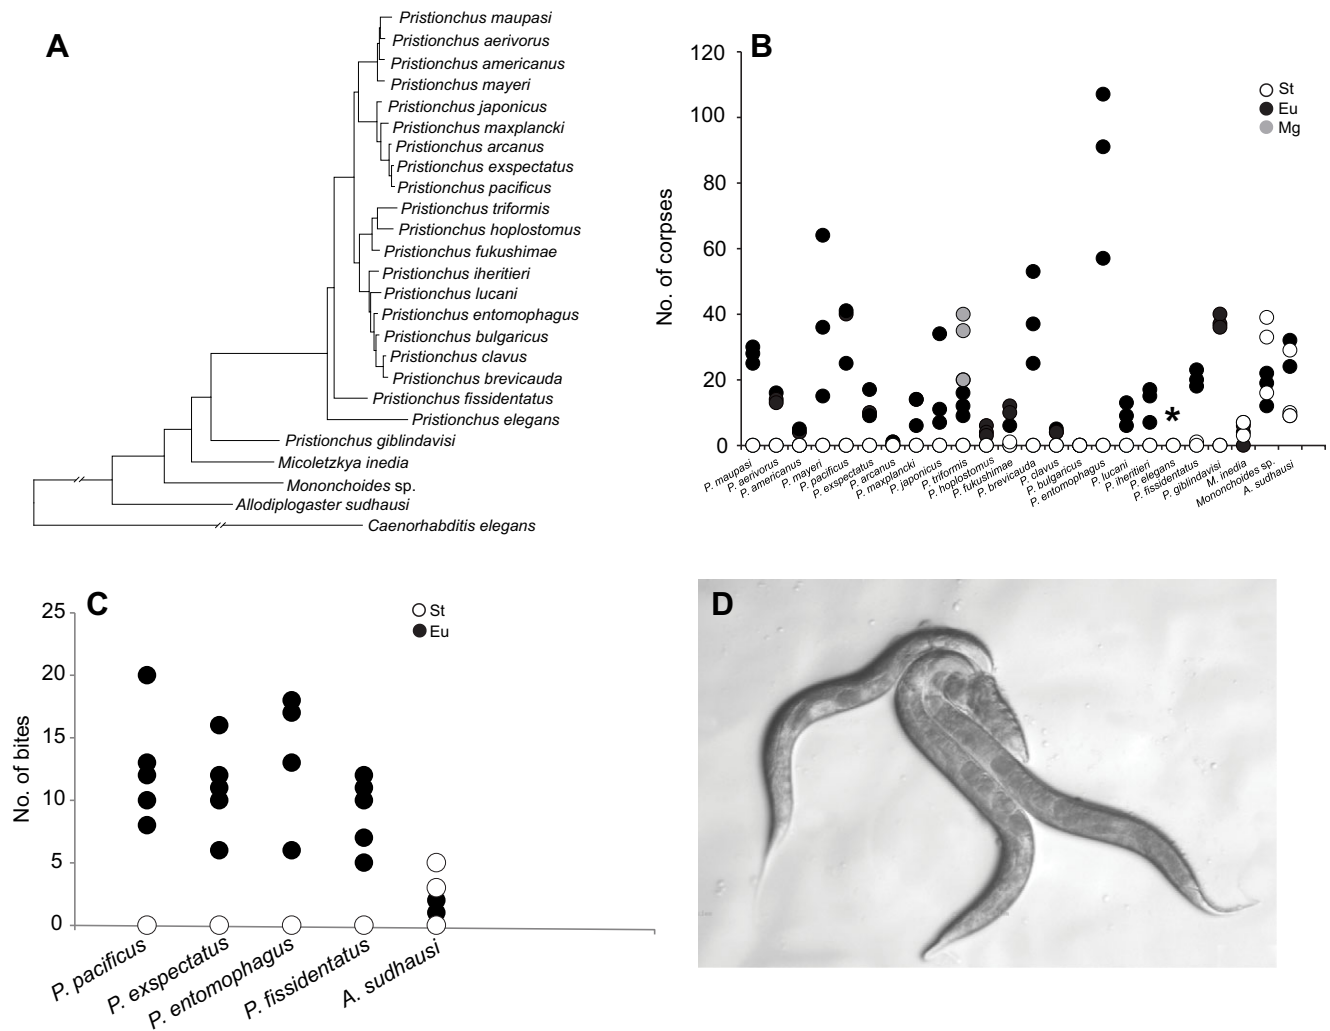 A
Pristionchus maupasi
Pristionchus aerivorus
Pristionchus americanus
Pristionchus mayeri
Pristionchus japonicus
Pristionchus maxplancki
Pristionchus arcanus
Pristionchus exspectatus
Pristionchus pacificus
Pristionchus triformis
Pristionchus hoplostomus
Pristionchus fukushimae
Pristionchus iheritieri
Pristionchus lucani
Pristionchus entomophagus
Pristionchus bulgaricus
Pristionchus clavus
Pristionchus brevicauda
Pristionchus fissidentatus
Pristionchus elegans
Pristionchus giblindavisi
Micoletzkya inedia
Mononchoides sp.
Allodiplogaster sudhausi
Caenorhabditis elegans
B
No. of corpses
120
100
80
60
40
20
0
St
Eu
Mg
*
P. maupasi
P. aerivorus
P. americanus
P. mayeri
P. pacificus
P. exspectatus
P. arcanus
P. maxplancki
P. japonicus
P. triformis
P. hoplostomus
P. fukushimae
P. brevicauda
P. clavus
P. bulgaricus
P. entomophagus
P. lucani
P. iheritieri
P. elegans
P. fissidentatus
P. giblindavisi
M. inedia
Mononchoides sp.
A. sudhausi
C
No. of bites
25
20
15
10
5
0
St
Eu
P. pacificus
P. exspectatus
P. entomophagus
P. fissidentatus
A. sudhausi
D